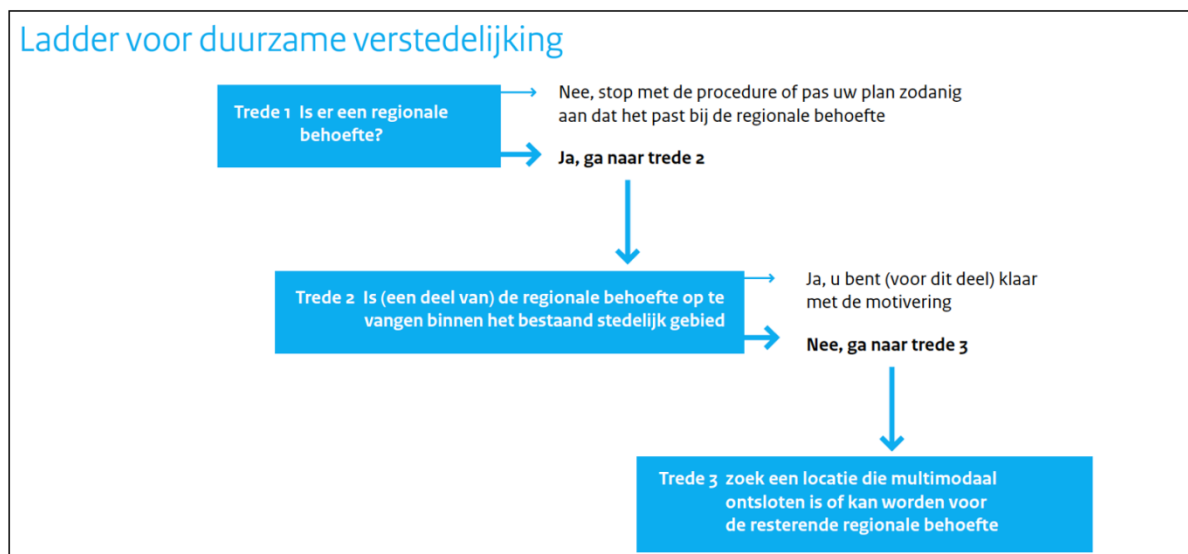 Ladder voor duurzame verstedelijking
Trede 1 Is er een regionale
behoefte?
Nee, stop met de procedure of pas uw plan zodanig
aan dat het past bij de regionale behoefte
Ja, ga naar trede 2
Trede 2 Is (een deel van) de regionale behoefte op te
vangen binnen het bestaand stedelijk gebied
Ja, u bent (voor dit deel) klaar
met de motivering
Nee, ga naar trede 3
Trede 3 zoek een locatie die multimodaal
ontsloten is of kan worden voor
de resterende regionale behoefte